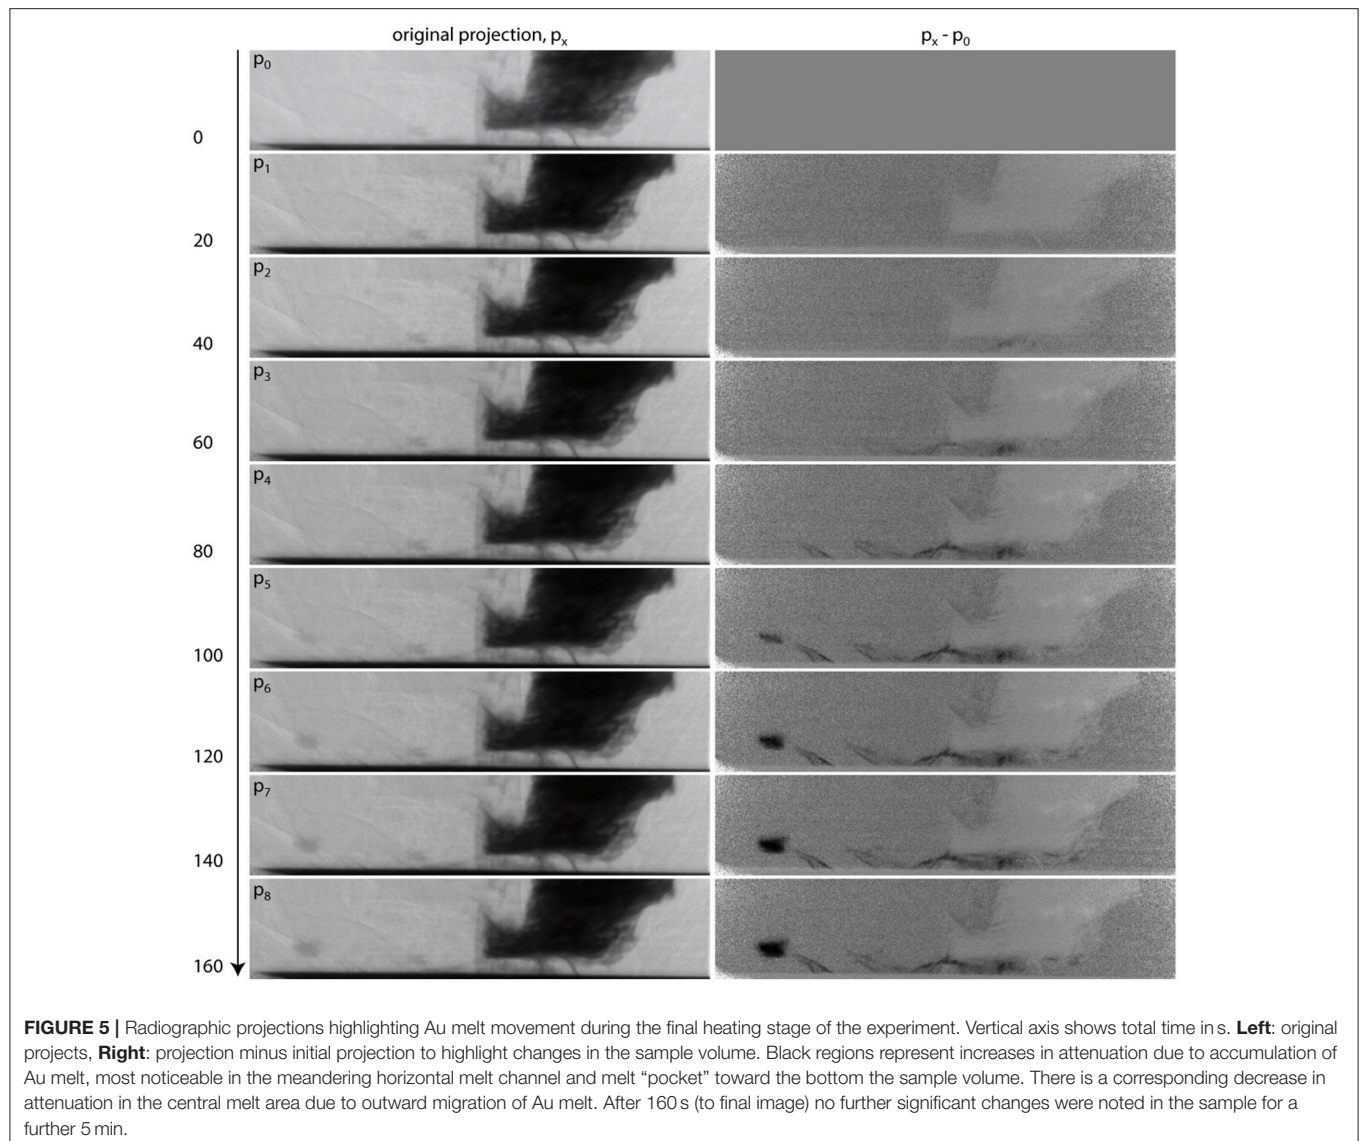 original projection, px
px - p0
p0
0
p1
20
p2
40
p3
60
p4
80
p5
100
p6
120
p7
140
p8
160
FIGURE 5 | Radiographic projections highlighting Au melt movement during the final heating stage of the experiment. Vertical axis shows total time in s. Left: original
projects, Right: projection minus initial projection to highlight changes in the sample volume. Black regions represent increases in attenuation due to accumulation of
Au melt, most noticeable in the meandering horizontal melt channel and melt “pocket” toward the bottom the sample volume. There is a corresponding decrease in
attenuation in the central melt area due to outward migration of Au melt. After 160 s (to final image) no further significant changes were noted in the sample for a
further 5 min.